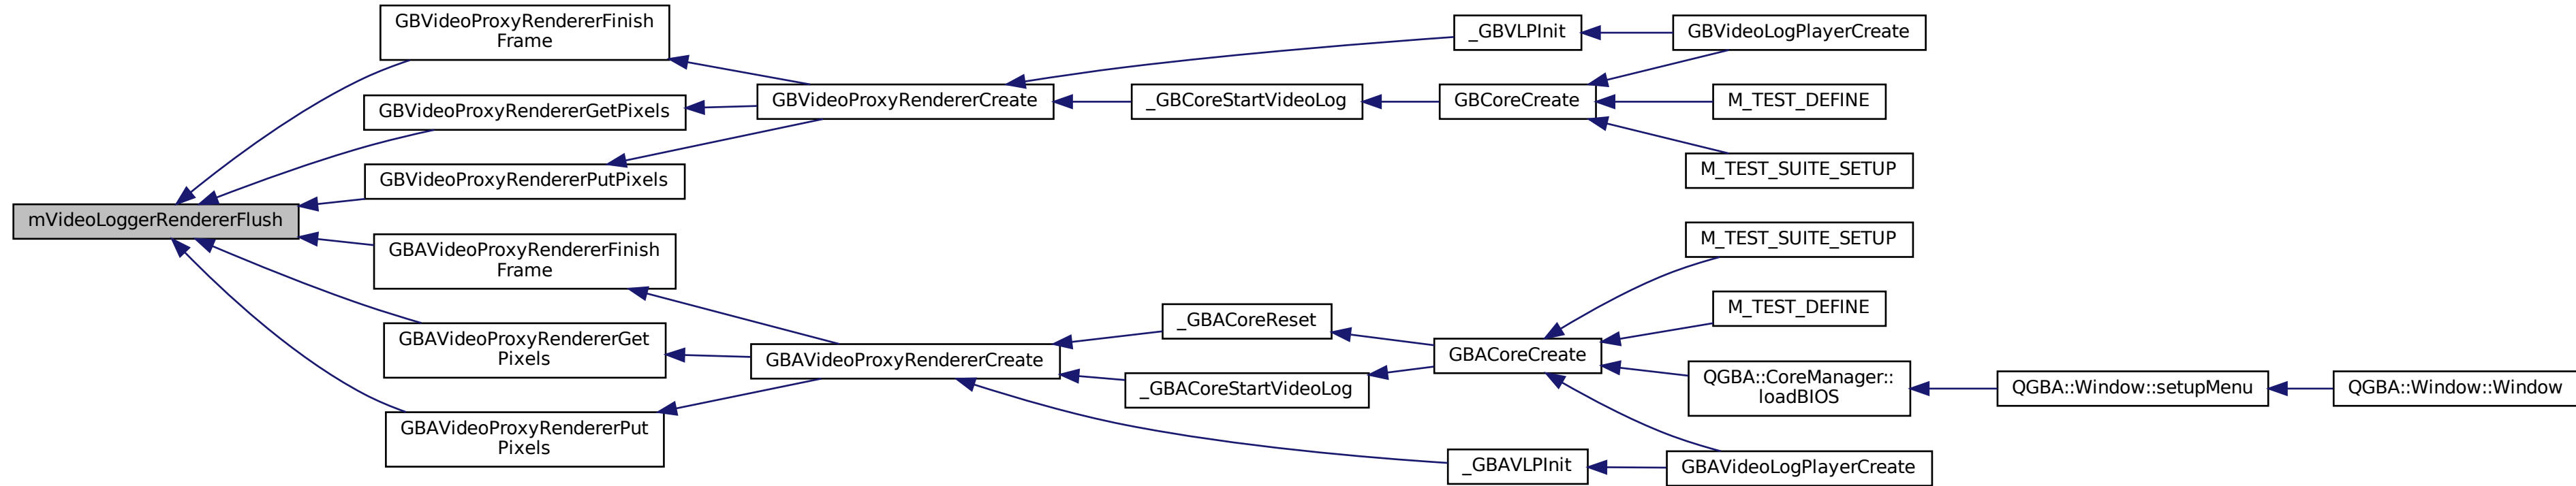 GBVideoProxyRendererFinish
Frame
_GBVLPInit
GBVideoLogPlayerCreate
GBVideoProxyRendererGetPixels
GBVideoProxyRendererCreate
_GBCoreStartVideoLog
GBCoreCreate
M_TEST_DEFINE
GBVideoProxyRendererPutPixels
M_TEST_SUITE_SETUP
mVideoLoggerRendererFlush
GBAVideoProxyRendererFinish
Frame
M_TEST_SUITE_SETUP
M_TEST_DEFINE
GBAVideoProxyRendererGet
Pixels
GBAVideoProxyRendererCreate
_GBACoreReset
GBACoreCreate
_GBACoreStartVideoLog
QGBA::CoreManager::
loadBIOS
QGBA::Window::setupMenu
QGBA::Window::Window
GBAVideoProxyRendererPut
Pixels
_GBAVLPInit
GBAVideoLogPlayerCreate